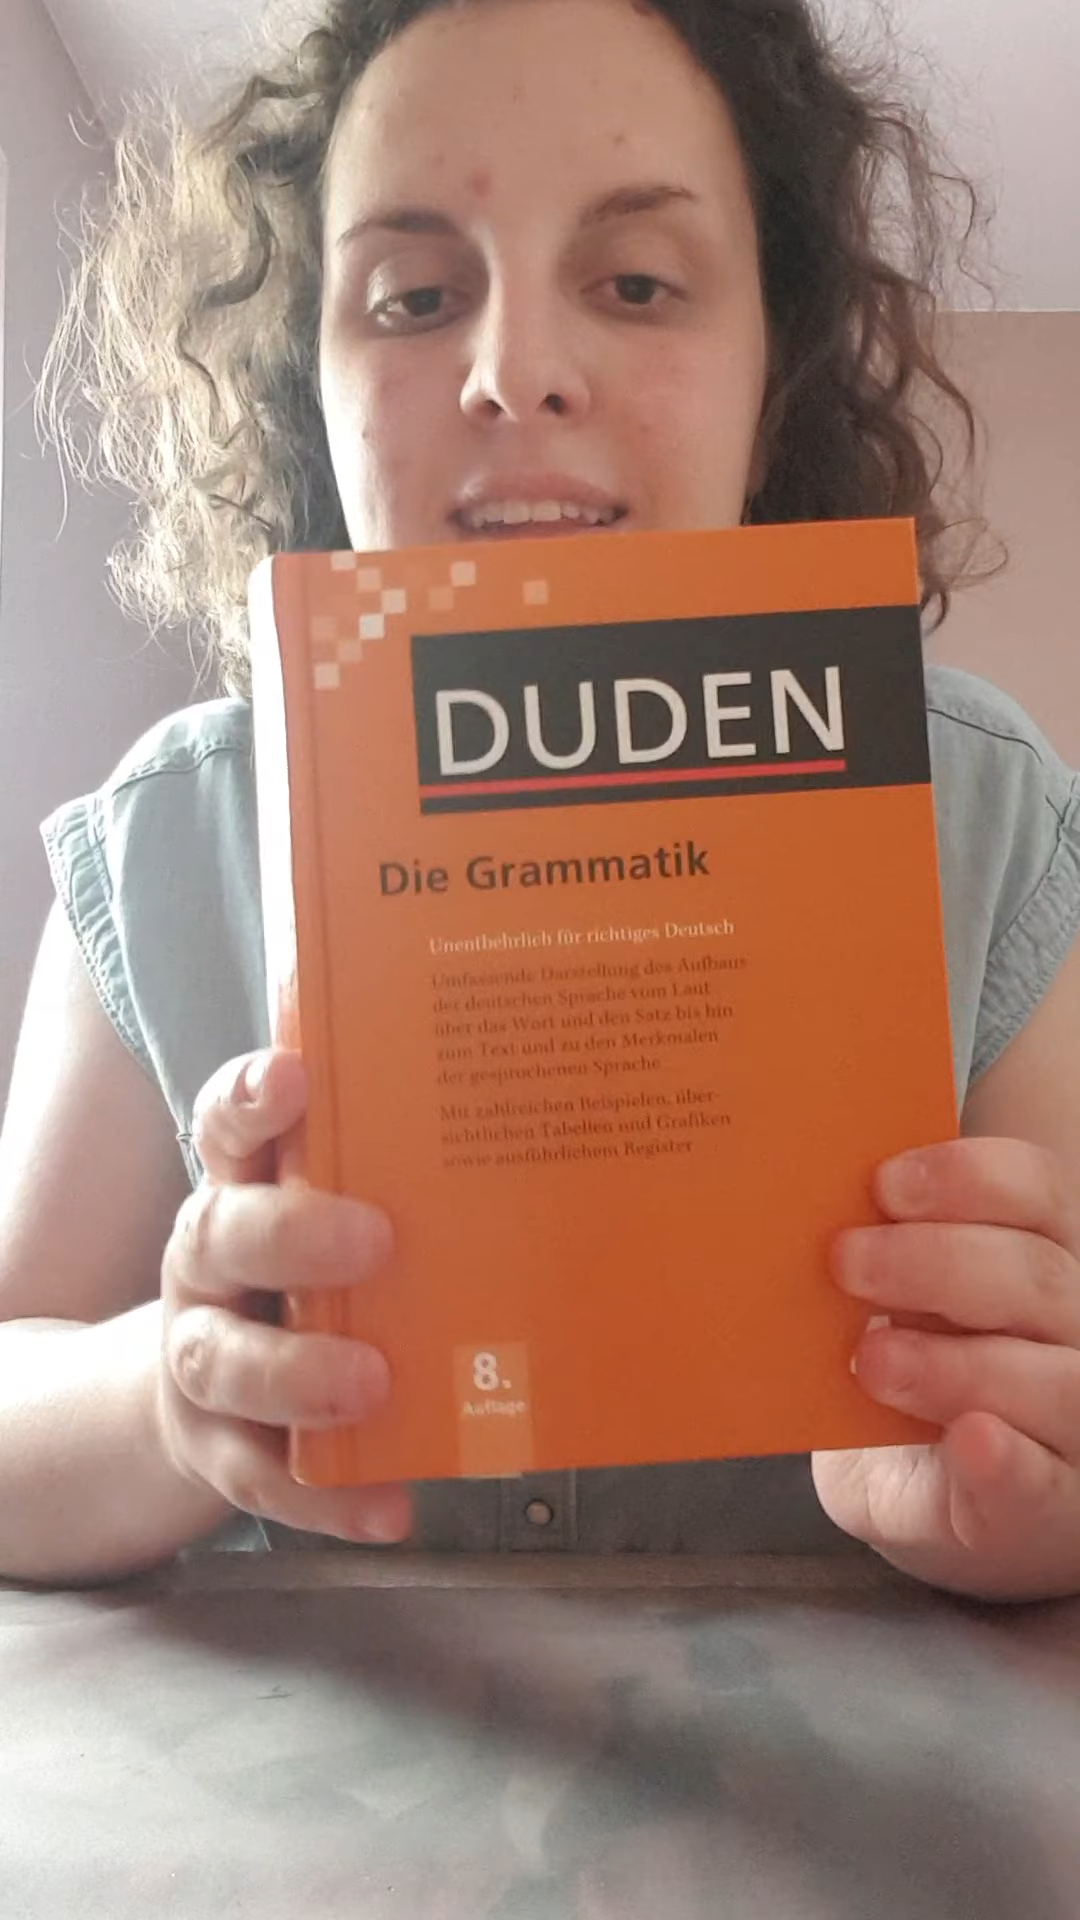 DUDEN
Die Grammatik
Unentbehrlich für richtiges Deutsch
Umfassende Darstellung des Aufbaus
der deutschen Sprache vom Laut
über das Wort und den Satz bis hin
zum Text und zu den Merkmalen
der gesprochenen Sprache
Mit zahlreichen Beispielen, über-
sichtlichen Tabellen und Grafiken
sowie ausführlichem Register
8.
Auflage